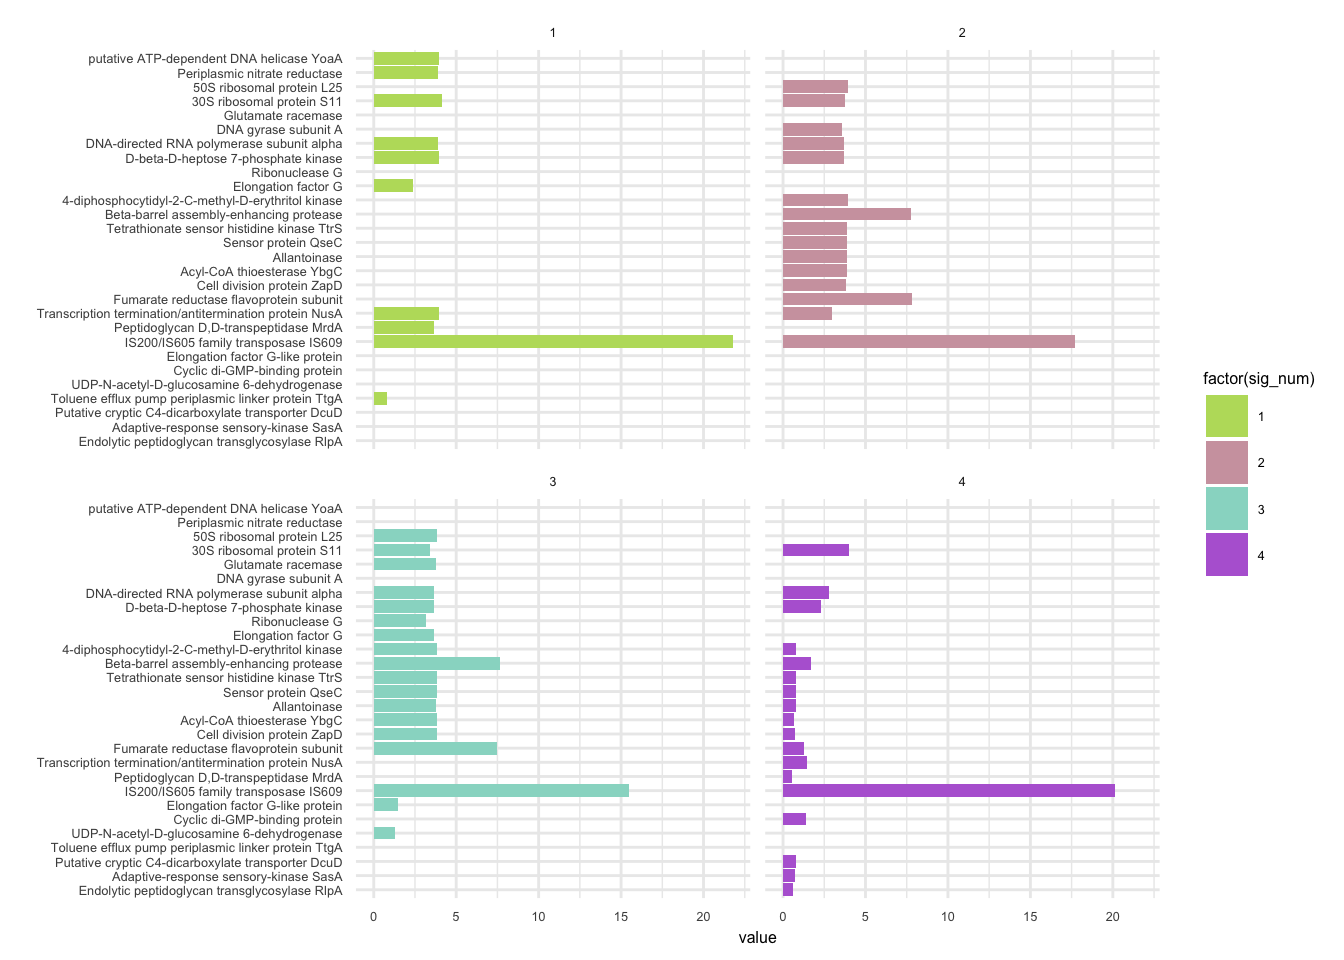 1
2
putative ATP-dependent DNA helicase YoaA
Periplasmic nitrate reductase
50S ribosomal protein L25
30S ribosomal protein S11
Glutamate racemase
DNA gyrase subunit A
DNA-directed RNA polymerase subunit alpha
D-beta-D-heptose 7-phosphate kinase
Ribonuclease G
Elongation factor G
4-diphosphocytidyl-2-C-methyl-D-erythritol kinase
Beta-barrel assembly-enhancing protease
Tetrathionate sensor histidine kinase TtrS
Sensor protein QseC
Allantoinase
Acyl-CoA thioesterase YbgC
Cell division protein ZapD
Fumarate reductase flavoprotein subunit
Transcription termination/antitermination protein NusA
Peptidoglycan D,D-transpeptidase MrdA
IS200/IS605 family transposase IS609
Elongation factor G-like protein
Cyclic di-GMP-binding protein
UDP-N-acetyl-D-glucosamine 6-dehydrogenase
Toluene efflux pump periplasmic linker protein TtgA
Putative cryptic C4-dicarboxylate transporter DcuD
Adaptive-response sensory-kinase SasA
Endolytic peptidoglycan transglycosylase RlpA
3
4
putative ATP-dependent DNA helicase YoaA
Periplasmic nitrate reductase
50S ribosomal protein L25
30S ribosomal protein S11
Glutamate racemase
DNA gyrase subunit A
DNA-directed RNA polymerase subunit alpha
D-beta-D-heptose 7-phosphate kinase
Ribonuclease G
Elongation factor G
4-diphosphocytidyl-2-C-methyl-D-erythritol kinase
Beta-barrel assembly-enhancing protease
Tetrathionate sensor histidine kinase TtrS
Sensor protein QseC
Allantoinase
Acyl-CoA thioesterase YbgC
Cell division protein ZapD
Fumarate reductase flavoprotein subunit
Transcription termination/antitermination protein NusA
Peptidoglycan D,D-transpeptidase MrdA
IS200/IS605 family transposase IS609
Elongation factor G-like protein
Cyclic di-GMP-binding protein
UDP-N-acetyl-D-glucosamine 6-dehydrogenase
Toluene efflux pump periplasmic linker protein TtgA
Putative cryptic C4-dicarboxylate transporter DcuD
Adaptive-response sensory-kinase SasA
Endolytic peptidoglycan transglycosylase RlpA
0 5 10 15 20
0 5 10 15 20
value
factor(sig_num)
1
2
3
4